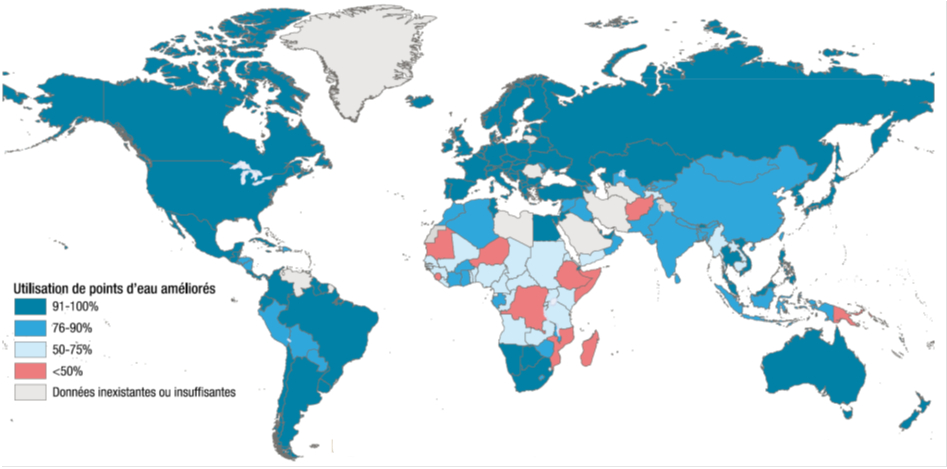 Utilisation de points d'eau améliorés
91-100%
76-90%
50-75%
<50%
Données inexistantes ou insuffisantes